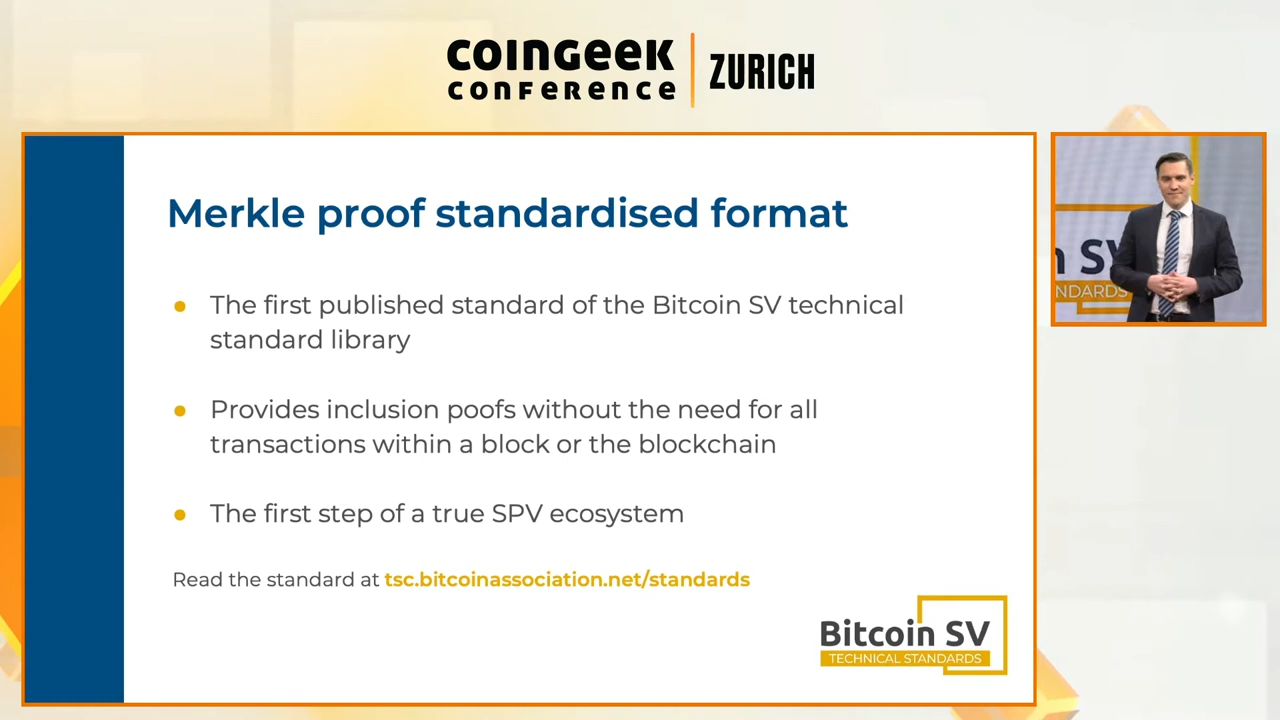 COINGEEK
CONFERENCE
ZURICH
Merkle proof standardised format
The first published standard of the Bitcoin SV technical
standard library
Provides inclusion poofs without the need for all
transactions within a block or the blockchain
The first step of a true SPV ecosystem
Read the standard at tsc.bitcoinassociation.net/standards
Bitcoin SV
TECHNICAL STANDARDS
n SV
NDARDS